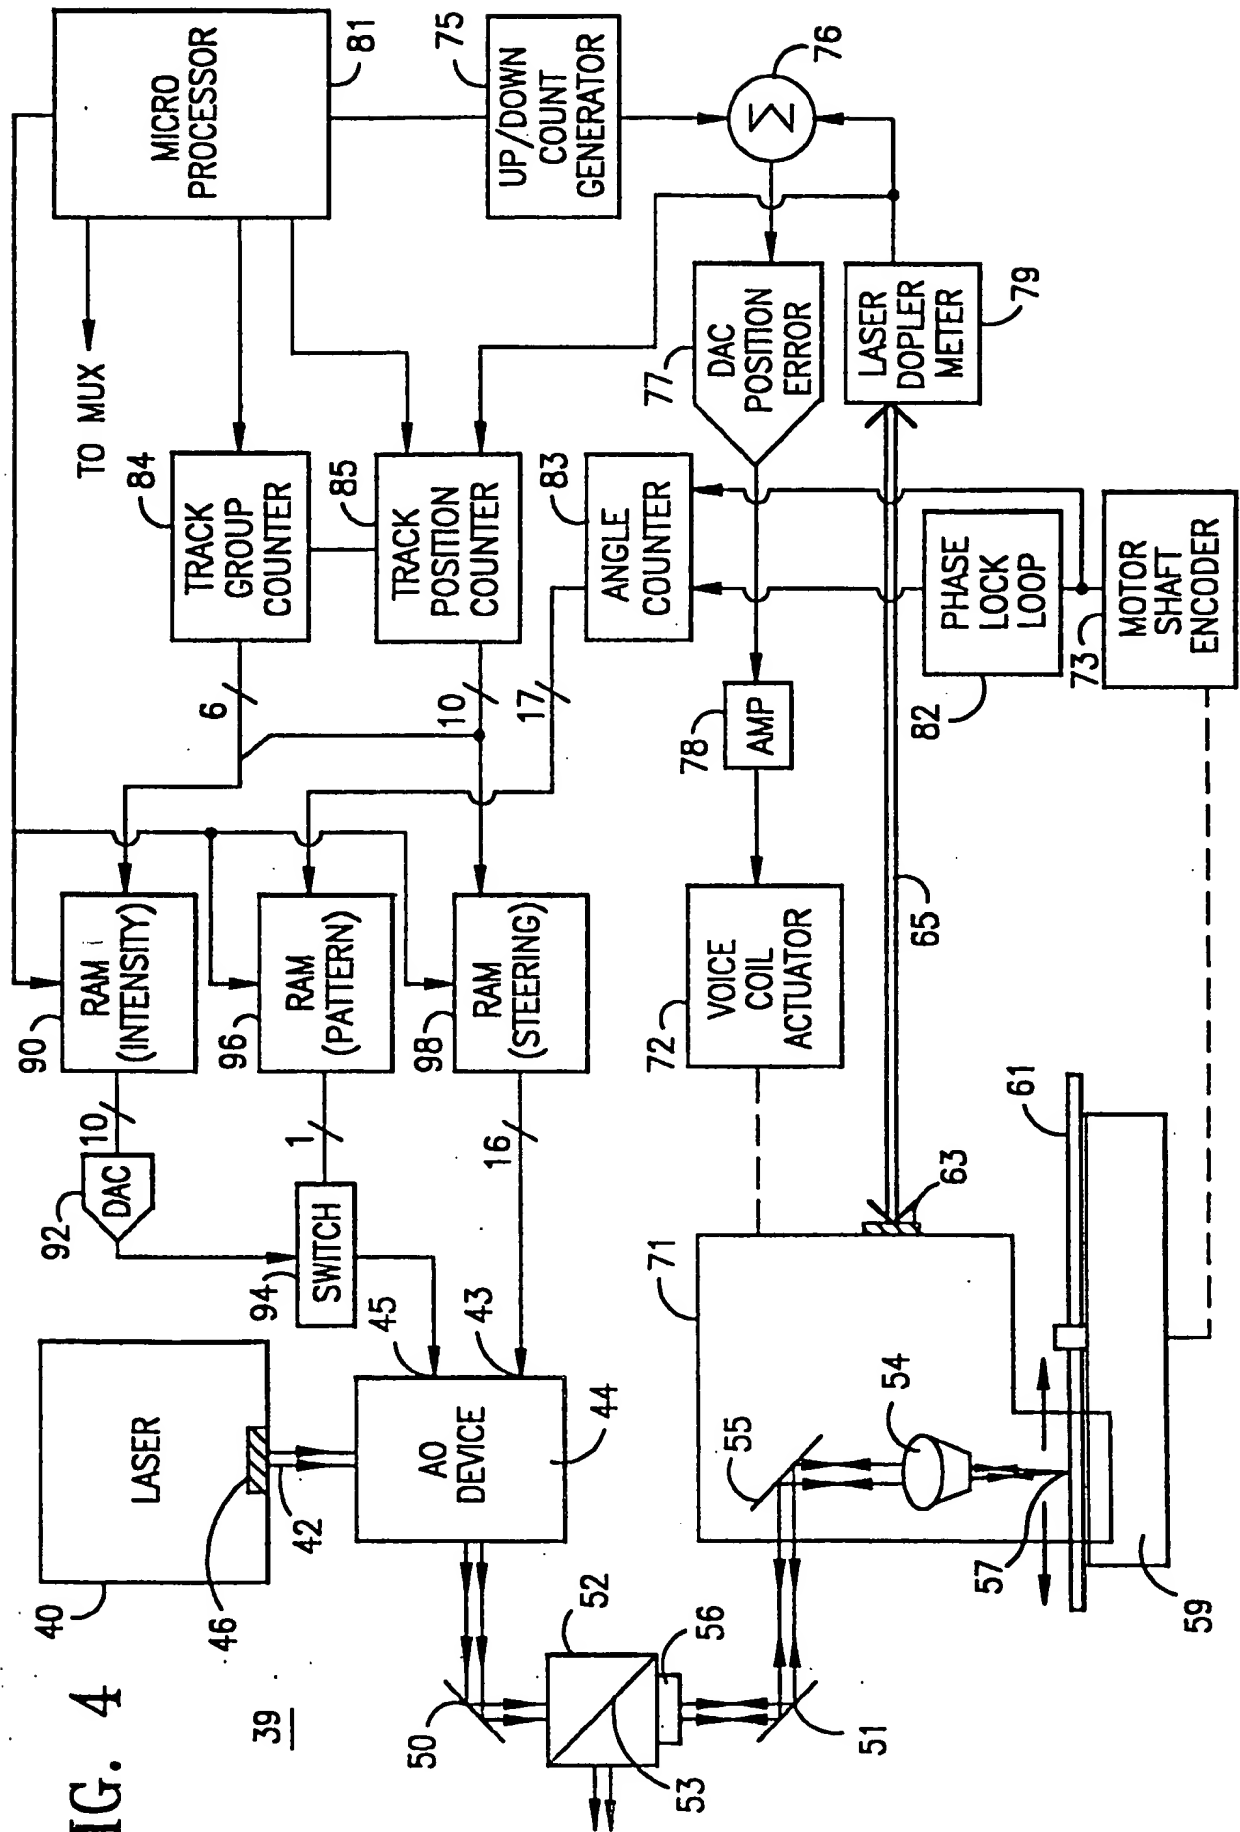 IG. 4
39
LASER
40
46
42
AO
DEVICE
44
45
43
50
52
53
56
51
DAC
92
10
SWITCH
94
1
16
RAM
(INTENSITY)
90
RAM
(PATTERN)
96
RAM
(STEERING)
98
6
10
17
TRACK
GROUP
COUNTER
84
TRACK
POSITION
COUNTER
85
ANGLE
COUNTER
83
TO MUX
MICRO
PROCESSOR
81
UP/DOWN
COUNT
GENERATOR
75
Σ
76
DAC
POSITION
ERROR
77
LASER
DOPLER
METER
79
AMP
78
VOICE
COIL
ACTUATOR
72
65
PHASE
LOCK
LOOP
82
MOTOR
SHAFT
ENCODER
73
71
63
61
55
54
57
59